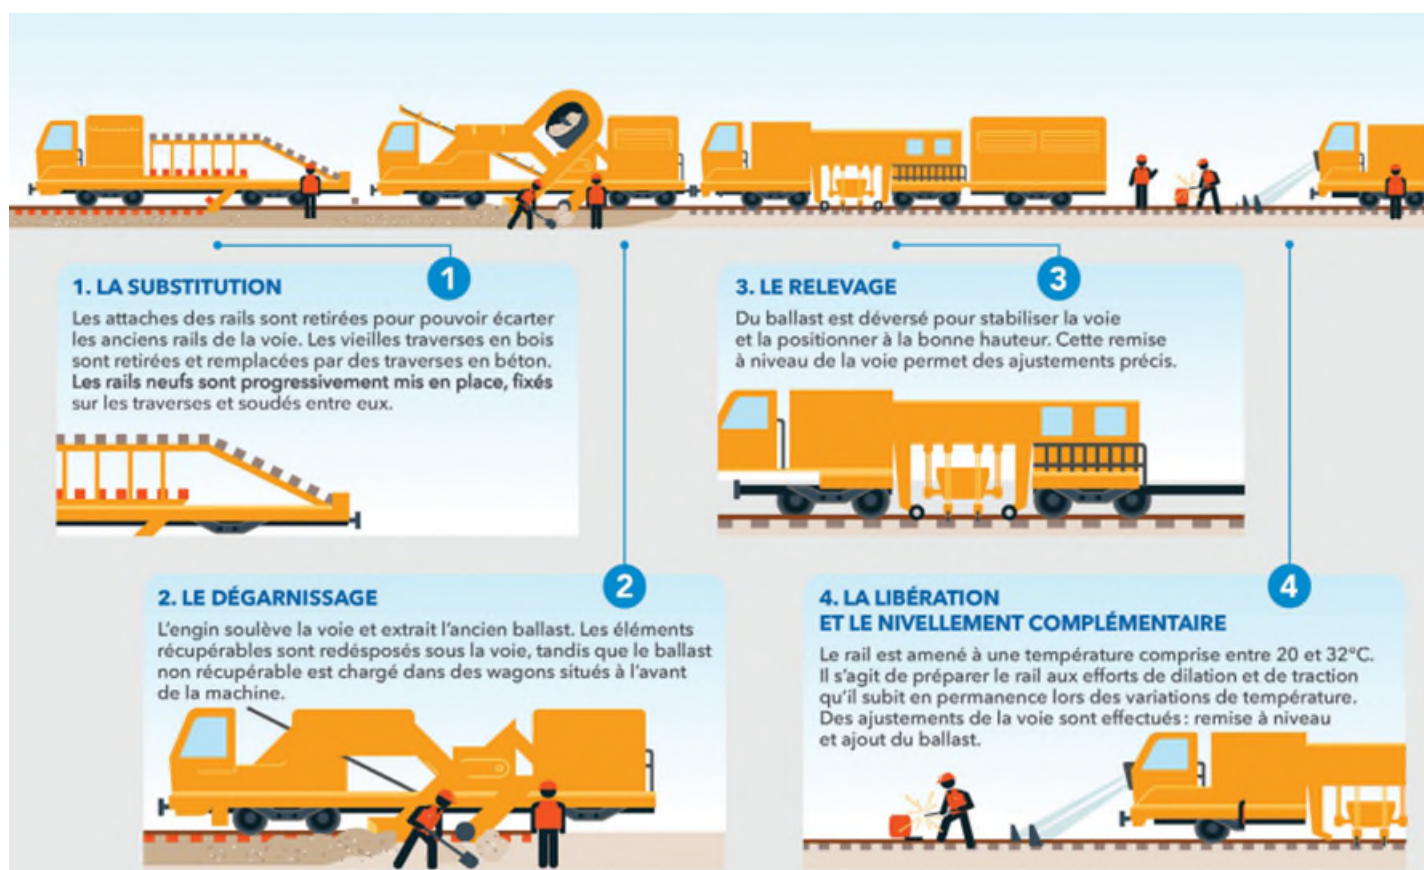 1
1. LA SUBSTITUTION
Les attaches des rails sont retirées pour pouvoir écarter
les anciens rails de la voie. Les vieilles traverses en bois
sont retirées et remplacées par des traverses en béton.
Les rails neufs sont progressivement mis en place, fixés
sur les traverses et soudés entre eux.
2
2. LE DÉGARNISSAGE
L'engin soulève la voie et extrait l'ancien ballast. Les éléments
récupérables sont redésposés sous la voie, tandis que le ballast
non récupérable est chargé dans des wagons situés à l'avant
de la machine.
3
3. LE RELEVAGE
Du ballast est déversé pour stabiliser la voie
et la positionner à la bonne hauteur. Cette remise
à niveau de la voie permet des ajustements précis.
4
4. LA LIBÉRATION
ET LE NIVELLEMENT COMPLÉMENTAIRE
Le rail est amené à une température comprise entre 20 et 32°C.
Il s'agit de préparer le rail aux efforts de dilation et de traction
qu'il subit en permanence lors des variations de température.
Des ajustements de la voie sont effectués : remise à niveau
et ajout du ballast.